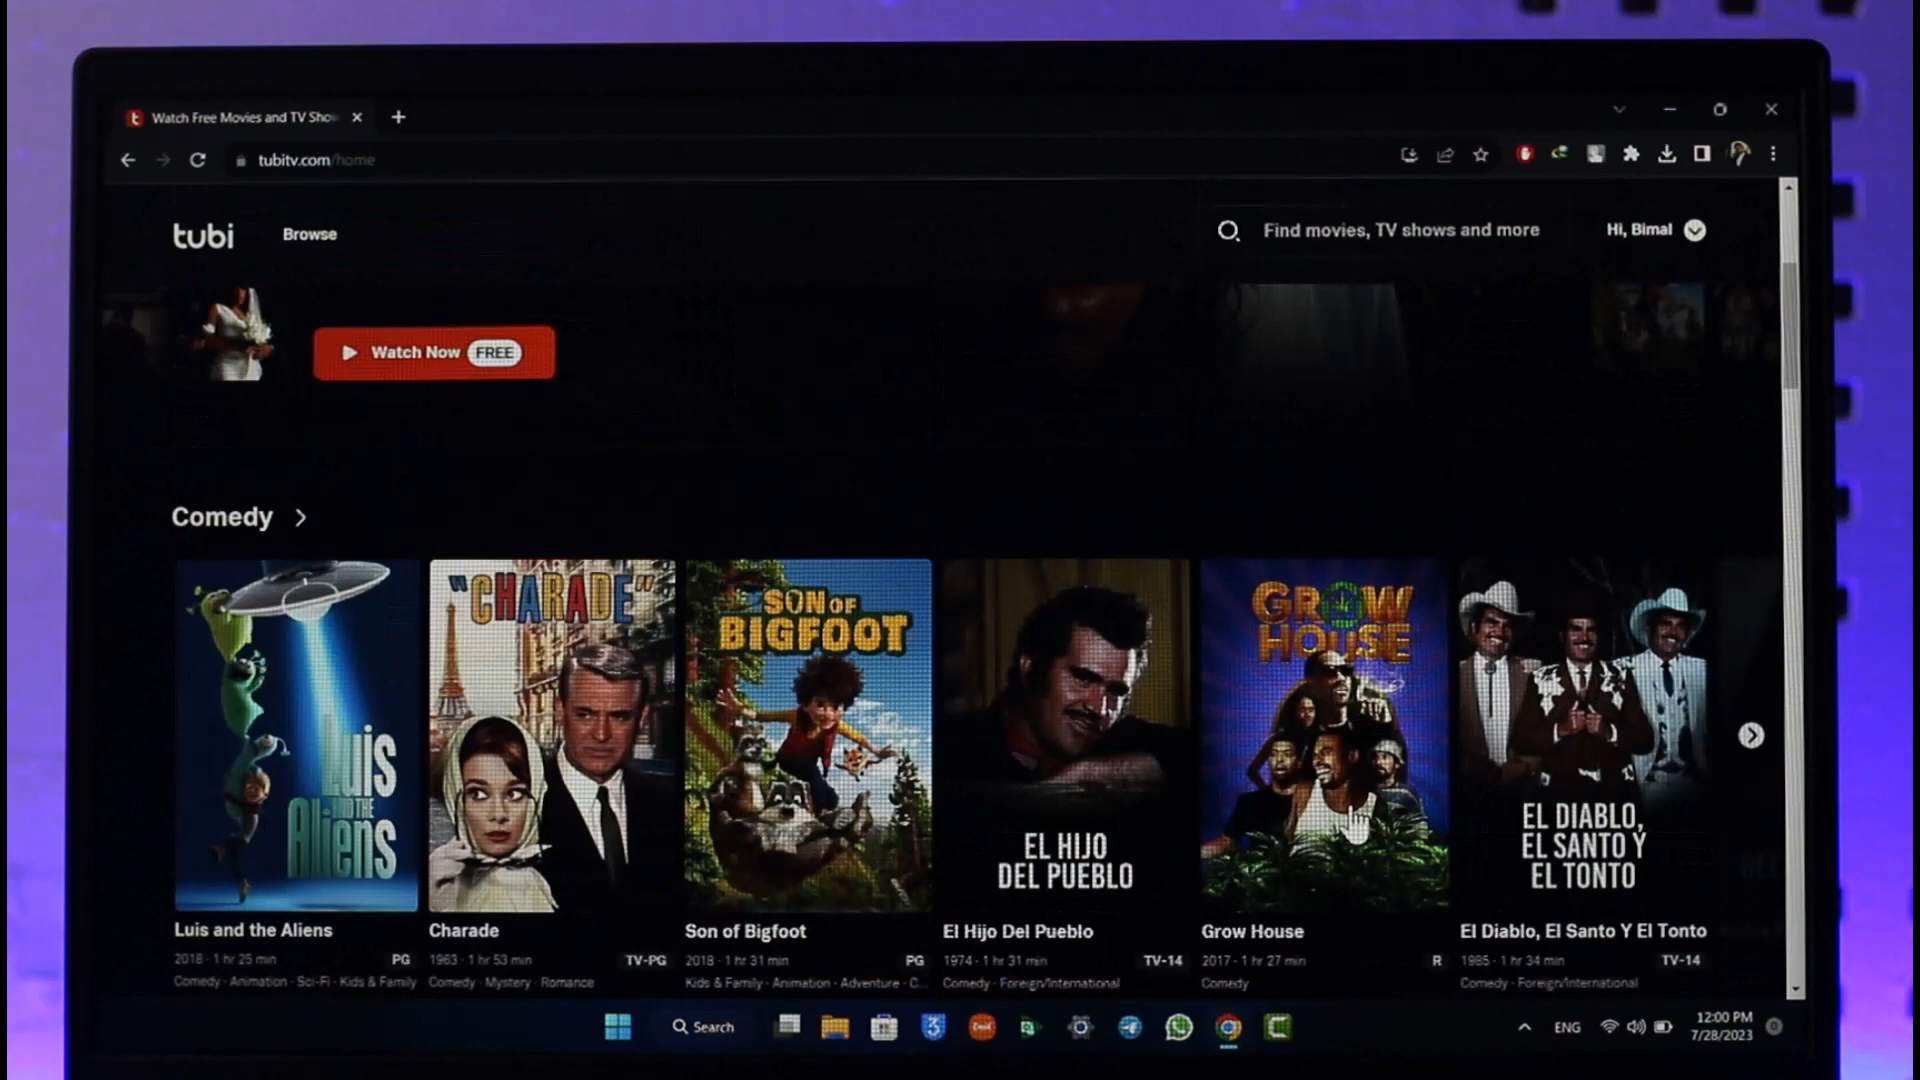 Watch Free Movies and TV Show
tubitv.com/home
tubi
Browse
Find movies, TV shows and more
Hi, Bimal
Watch Now FREE
Comedy
Luis
AND THE
Aliens
"CHARADE"
SON OF
BIGFOOT
EL HIJO
DEL PUEBLO
GROW
HOUSE
EL DIABLO,
EL SANTO Y
EL TONTO
Luis and the Aliens
2018 · 1 hr 25 min PG
Comedy · Animation · Sci-Fi · Kids & Family
Charade
1963 · 1 hr 53 min TV-PG
Comedy · Mystery · Romance
Son of Bigfoot
2018 · 1 hr 31 min PG
Kids & Family · Animation · Adventure · C...
El Hijo Del Pueblo
1974 · 1 hr 31 min TV-14
Comedy · Foreign/International
Grow House
2017 · 1 hr 27 min R
Comedy
El Diablo, El Santo Y El Tonto
1985 · 1 hr 34 min TV-14
Comedy · Foreign/International
Search
ENG
12:00 PM
7/28/2023